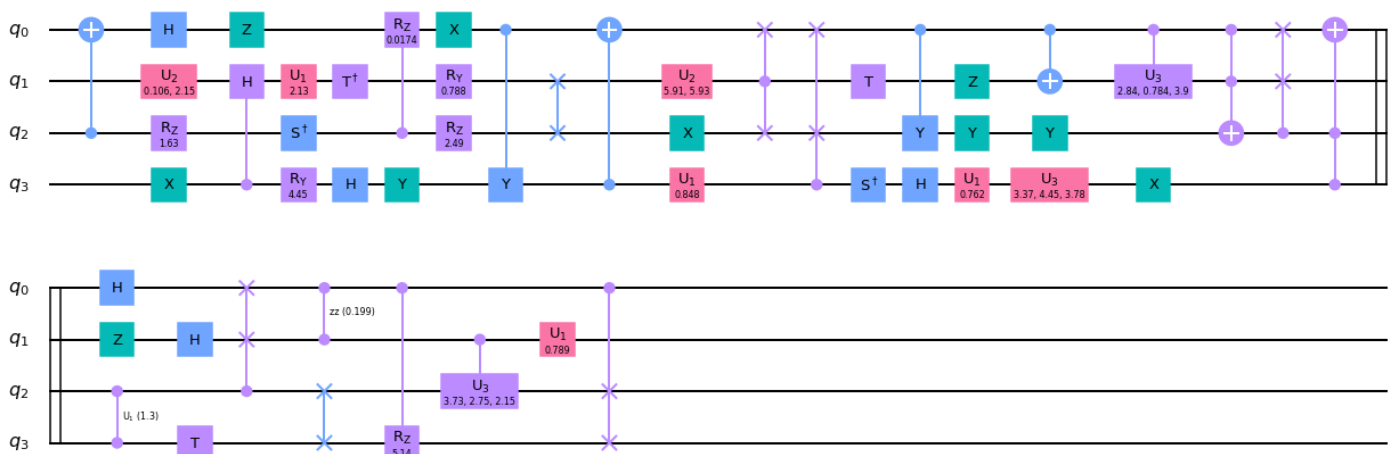 q0 H Z RZ 0.0174 X
q1 U2 0.106, 2.15 H U1 2.13 T† RY 0.788 U2 5.91, 5.93 T Z U3 2.84, 0.784, 3.9
q2 RZ 1.63 S† RZ 2.49 X Y Y Y
q3 X RY 4.45 H Y Y U1 0.848 S† H U1 0.762 U3 3.37, 4.45, 3.78 X
q0 H zz (0.199)
q1 Z H U1 0.789
q2 U1 (1.3) U3 3.73, 2.75, 2.15
q3 T RZ